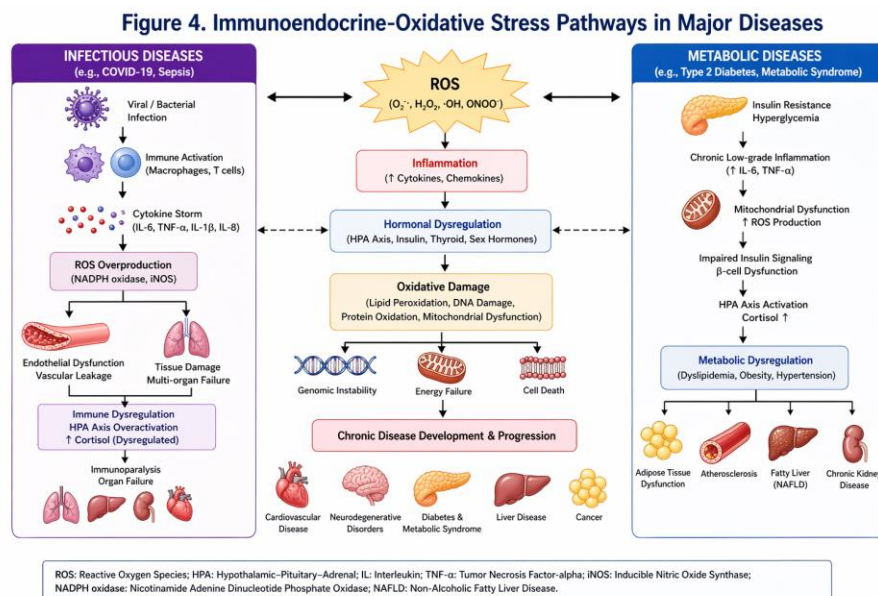 Figure 4. Immunoendocrine-Oxidative Stress Pathways in Major Diseases
INFECTIOUS DISEASES
(e.g., COVID-19, Sepsis)
Viral / Bacterial
Infection
Immune Activation
(Macrophages, T cells)
Cytokine Storm
(IL-6, TNF-α, IL-1β, IL-8)
ROS Overproduction
(NADPH oxidase, iNOS)
Endothelial Dysfunction
Vascular Leakage
Tissue Damage
Multi-organ Failure
Immune Dysregulation
HPA Axis Overactivation
↑ Cortisol (Dysregulated)
Immunoparalysis
Organ Failure
ROS
(O₂⁻·, H₂O₂, ·OH, ONOO⁻)
Inflammation
(↑ Cytokines, Chemokines)
Hormonal Dysregulation
(HPA Axis, Insulin, Thyroid, Sex Hormones)
Oxidative Damage
(Lipid Peroxidation, DNA Damage,
Protein Oxidation, Mitochondrial Dysfunction)
Genomic Instability
Energy Failure
Cell Death
Chronic Disease Development & Progression
Cardiovascular
Disease
Neurodegenerative
Disorders
Diabetes &
Metabolic Syndrome
Liver Disease
Cancer
METABOLIC DISEASES
(e.g., Type 2 Diabetes, Metabolic Syndrome)
Insulin Resistance
Hyperglycemia
Chronic Low-grade Inflammation
(↑ IL-6, TNF-α)
Mitochondrial Dysfunction
↑ ROS Production
Impaired Insulin Signaling
β-cell Dysfunction
HPA Axis Activation
Cortisol ↑
Metabolic Dysregulation
(Dyslipidemia, Obesity, Hypertension)
Adipose Tissue
Dysfunction
Atherosclerosis
Fatty Liver
(NAFLD)
Chronic Kidney
Disease
ROS: Reactive Oxygen Species; HPA: Hypothalamic–Pituitary–Adrenal; IL: Interleukin; TNF-α: Tumor Necrosis Factor-alpha; iNOS: Inducible Nitric Oxide Synthase;
NADPH oxidase: Nicotinamide Adenine Dinucleotide Phosphate Oxidase; NAFLD: Non-Alcoholic Fatty Liver Disease.